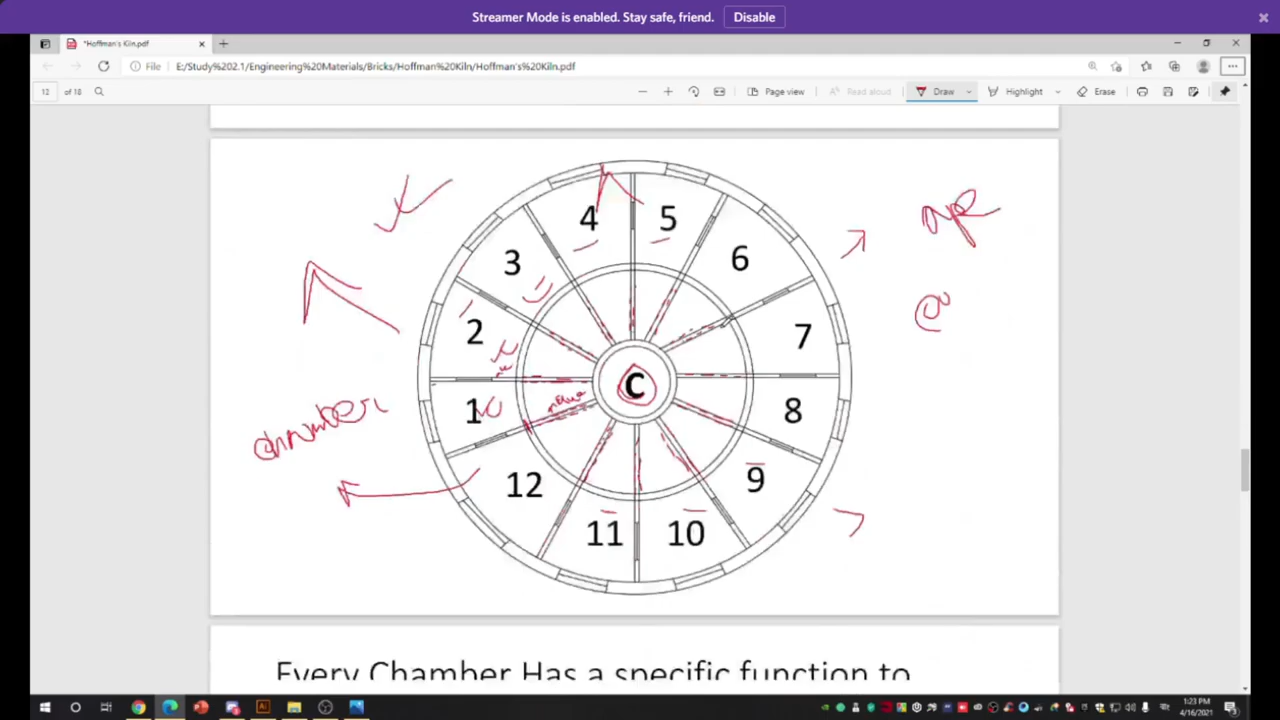 Streamer Mode is enabled. Stay safe, friend. Disable
*Hoffman's Kiln.pdf
File E:/Study%202.1/Engineering%20Materials/Bricks/Hoffman%20Kiln/Hoffman's%20Kiln.pdf
12 of 18 Page view Read aloud Draw Highlight Erase
4 5
3 6
2 7
C
1 8
chamber
12 9
11 10
Every Chamber Has a specific function to
1:23 PM
4/16/2021